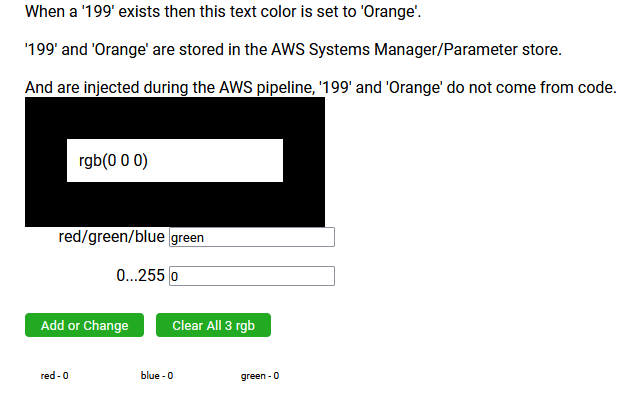 When a '199' exists then this text color is set to 'Orange'.
'199' and 'Orange' are stored in the AWS Systems Manager/Parameter store.
And are injected during the AWS pipeline, '199' and 'Orange' do not come from code.
rgb(0 0 0)
red/green/blue green
0...255 0
Add or Change Clear All 3 rgb
red - 0 blue - 0 green - 0